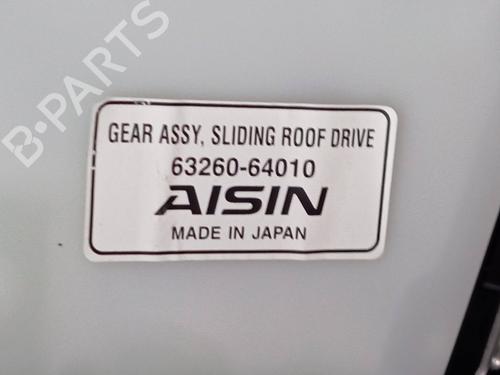 B-PARTS
GEAR ASSY, SLIDING ROOF DRIVE
63260-64010
AISIN
MADE IN JAPAN